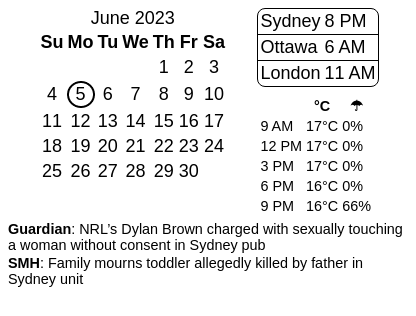 June 2023
Su Mo Tu We Th Fr Sa
1 2 3
4 5 6 7 8 9 10
11 12 13 14 15 16 17
18 19 20 21 22 23 24
25 26 27 28 29 30
Sydney 8 PM
Ottawa 6 AM
London 11 AM
°C ☂
9 AM 17°C 0%
12 PM 17°C 0%
3 PM 17°C 0%
6 PM 16°C 0%
9 PM 16°C 66%
Guardian: NRL’s Dylan Brown charged with sexually touching
a woman without consent in Sydney pub
SMH: Family mourns toddler allegedly killed by father in
Sydney unit